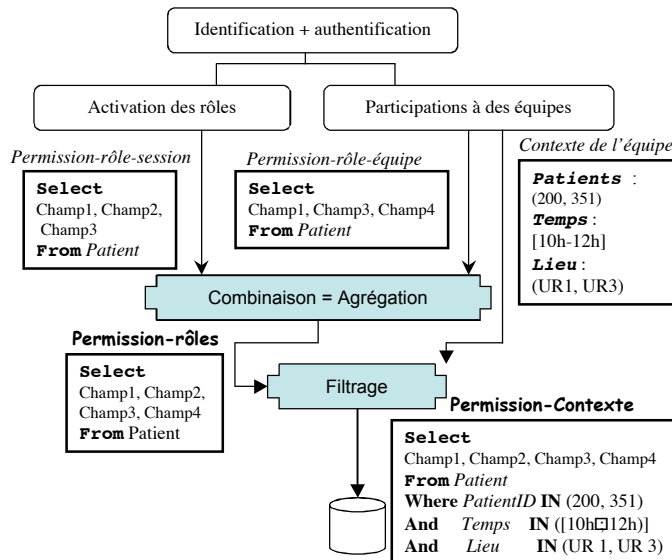 Identification + authentification
Activation des rôles
Participations à des équipes
Permission-rôle-session
Select
Champ1, Champ2,
Champ3
From Patient
Permission-rôle-équipe
Select
Champ1, Champ3, Champ4
From Patient
Contexte de l'équipe
Patients :
(200, 351)
Temps :
[10h-12h]
Lieu :
(UR1, UR3)
Combinaison = Agrégation
Permission-rôles
Select
Champ1, Champ2,
Champ3, Champ4
From Patient
Filtrage
Permission-Contexte
Select
Champ1, Champ2, Champ3, Champ4
From Patient
Where PatientID IN (200, 351)
And Temps IN ([10h 12h)]
And Lieu IN (UR 1, UR 3)